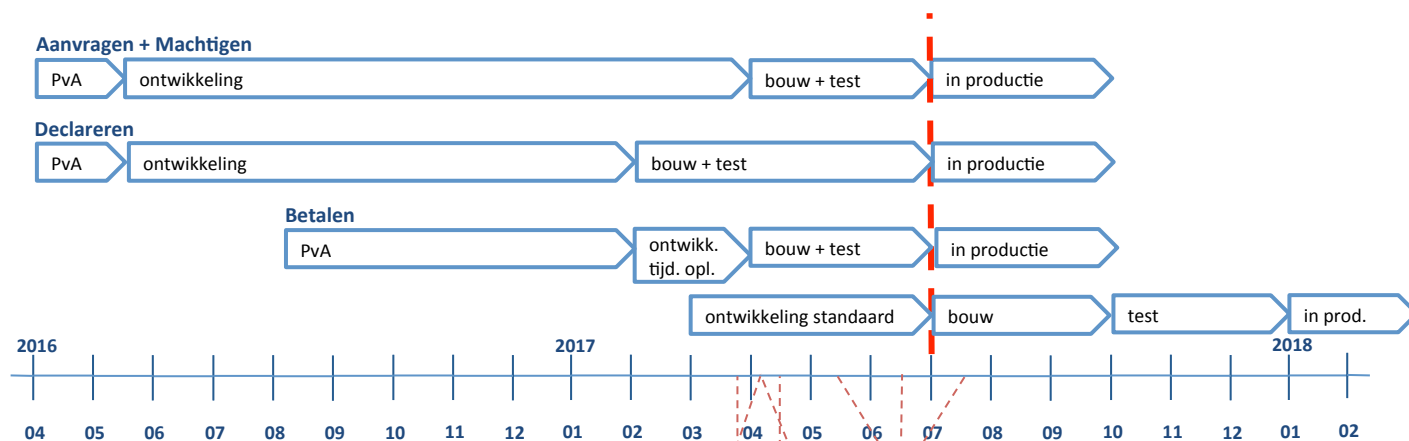 Aanvragen + Machtigen
PvA ontwikkeling bouw + test in productie
Declareren
PvA ontwikkeling bouw + test in productie
Betalen
PvA ontwikk. tijd. opl. bouw + test in productie
ontwikkeling standaard bouw test in prod.
2016 2017 2018
04 05 06 07 08 09 10 11 12 01 02 03 04 05 06 07 08 09 10 11 12 01 02